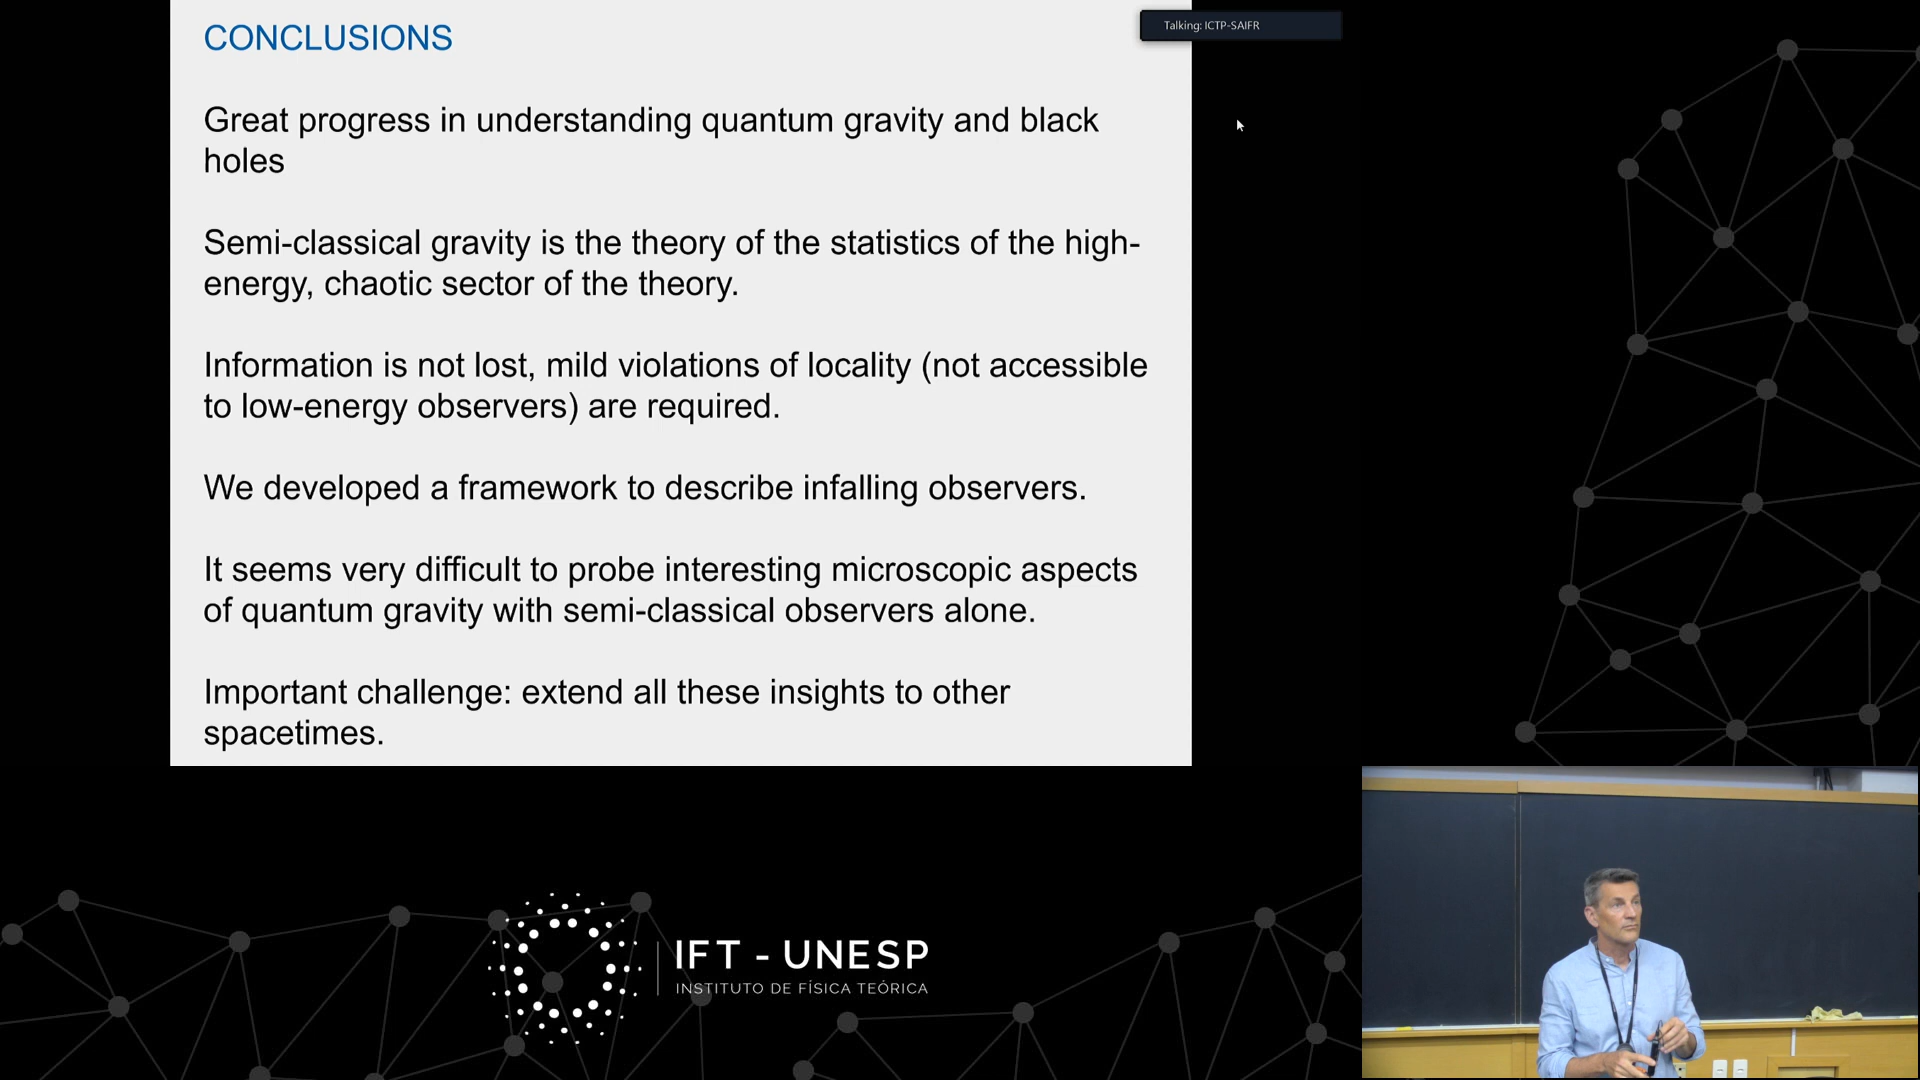 CONCLUSIONS
Great progress in understanding quantum gravity and black
holes
Semi-classical gravity is the theory of the statistics of the high-
energy, chaotic sector of the theory.
Information is not lost, mild violations of locality (not accessible
to low-energy observers) are required.
We developed a framework to describe infalling observers.
It seems very difficult to probe interesting microscopic aspects
of quantum gravity with semi-classical observers alone.
Important challenge: extend all these insights to other
spacetimes.
Talking: ICTP-SAIFR
IFT - UNESP
INSTITUTO DE FÍSICA TEÓRICA